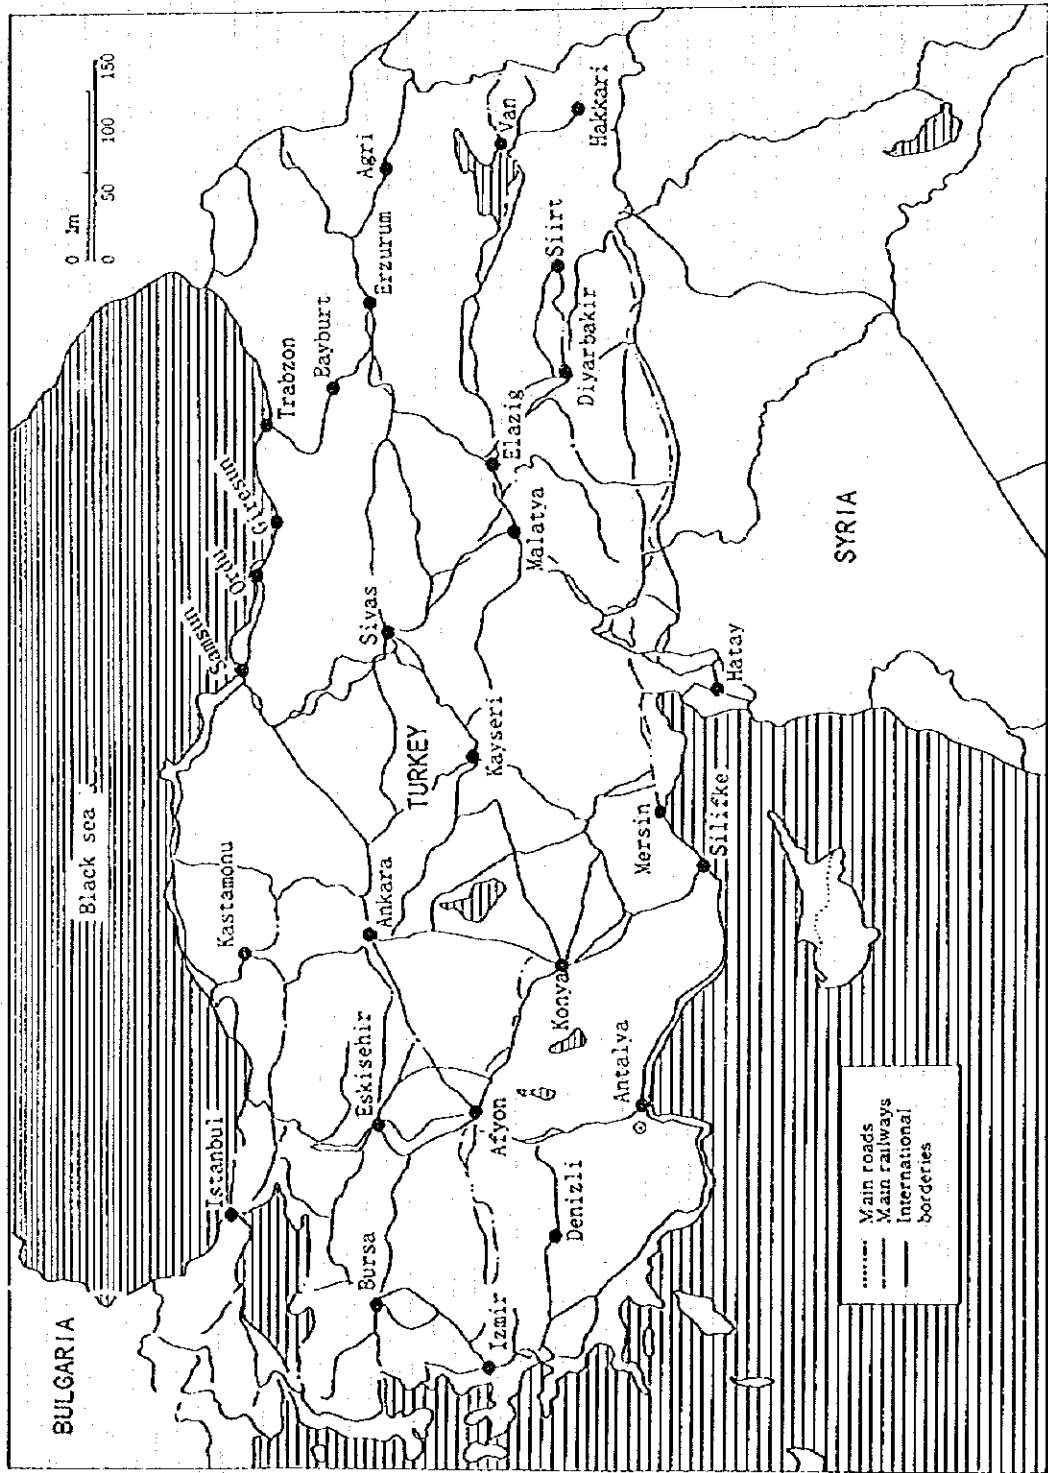 BULGARIA
Black sea
0 1m
0 50 100 150
Istanbul
Kastamonu
Samsun
Ordu
Giresun
Trabzon
Bayburt
Erzurum
Agri
Bursa
Eskisehir
Ankara
TURKEY
Sivas
Izmir
Afyon
Kayseri
Malatya
Elazig
Van
Denizli
Konya
Diyarbakir
Siirt
Hakkari
Antalya
Mersin
Silifke
Hatay
SYRIA
Main roads
Main railways
International
borderies